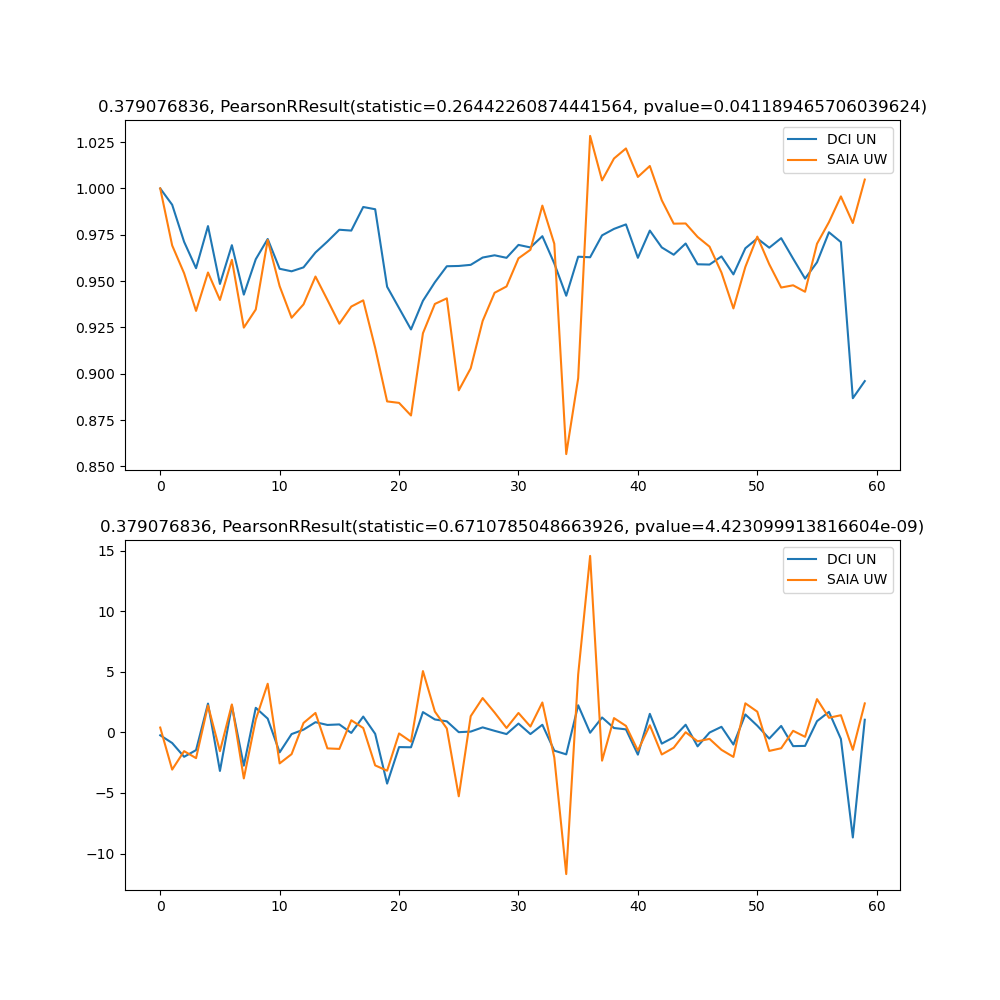 0.379076836, PearsonRResult(statistic=0.26442260874441564, pvalue=0.041189465706039624)
1.025
1.000
0.975
0.950
0.925
0.900
0.875
0.850
DCI UN
SAIA UW
0 10 20 30 40 50 60
0.379076836, PearsonRResult(statistic=0.6710785048663926, pvalue=4.423099913816604e-09)
15
10
5
0
−5
−10
DCI UN
SAIA UW
0 10 20 30 40 50 60